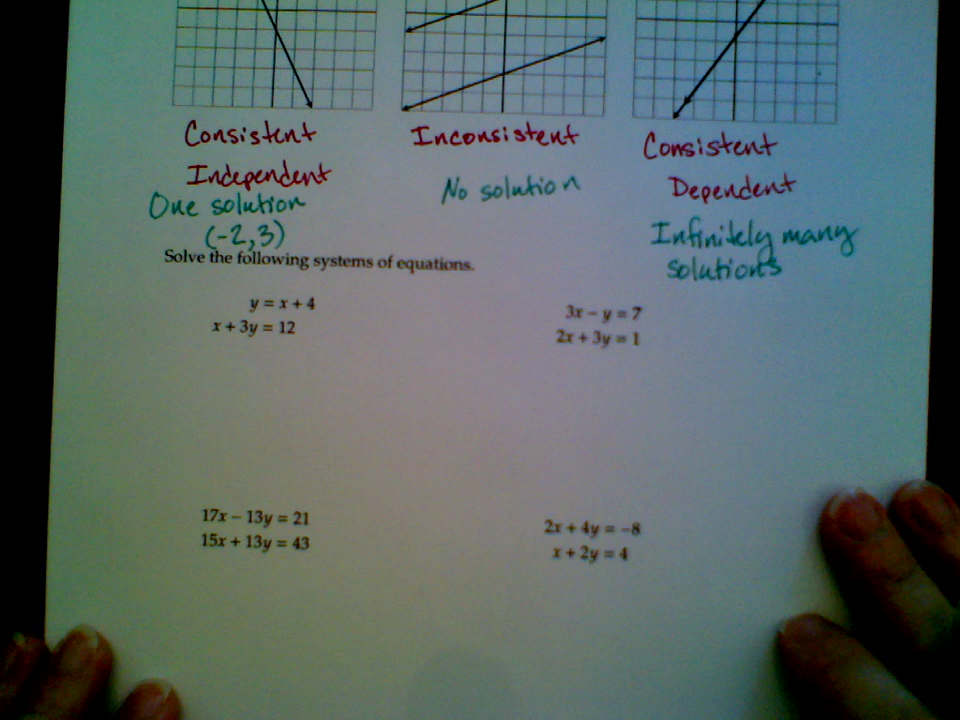 Consistent
Independent
One solution
(-2,3)
Inconsistent
No solution
Consistent
Dependent
Infinitely many
solutions
Solve the following systems of equations.
y = x + 4
x + 3y = 12
3x − y = 7
2x + 3y = 1
17x − 13y = 21
15x + 13y = 43
2x + 4y = −8
x + 2y = 4